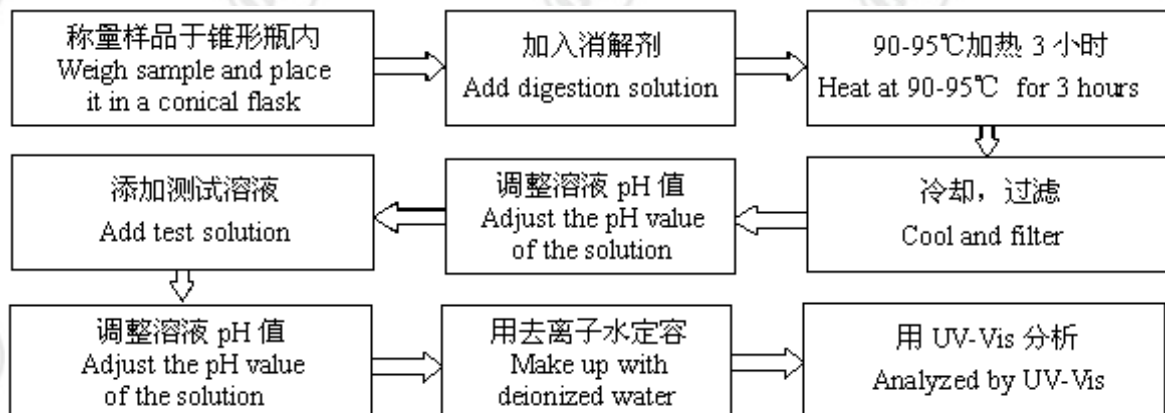 称量样品于锥形瓶内
Weigh sample and place
it in a conical flask
加入消解剂
Add digestion solution
90-95℃加热 3 小时
Heat at 90-95℃ for 3 hours
冷却，过滤
Cool and filter
调整溶液 pH 值
Adjust the pH value
of the solution
添加测试溶液
Add test solution
调整溶液 pH 值
Adjust the pH value
of the solution
用去离子水定容
Make up with
deionized water
用 UV-Vis 分析
Analyzed by UV-Vis